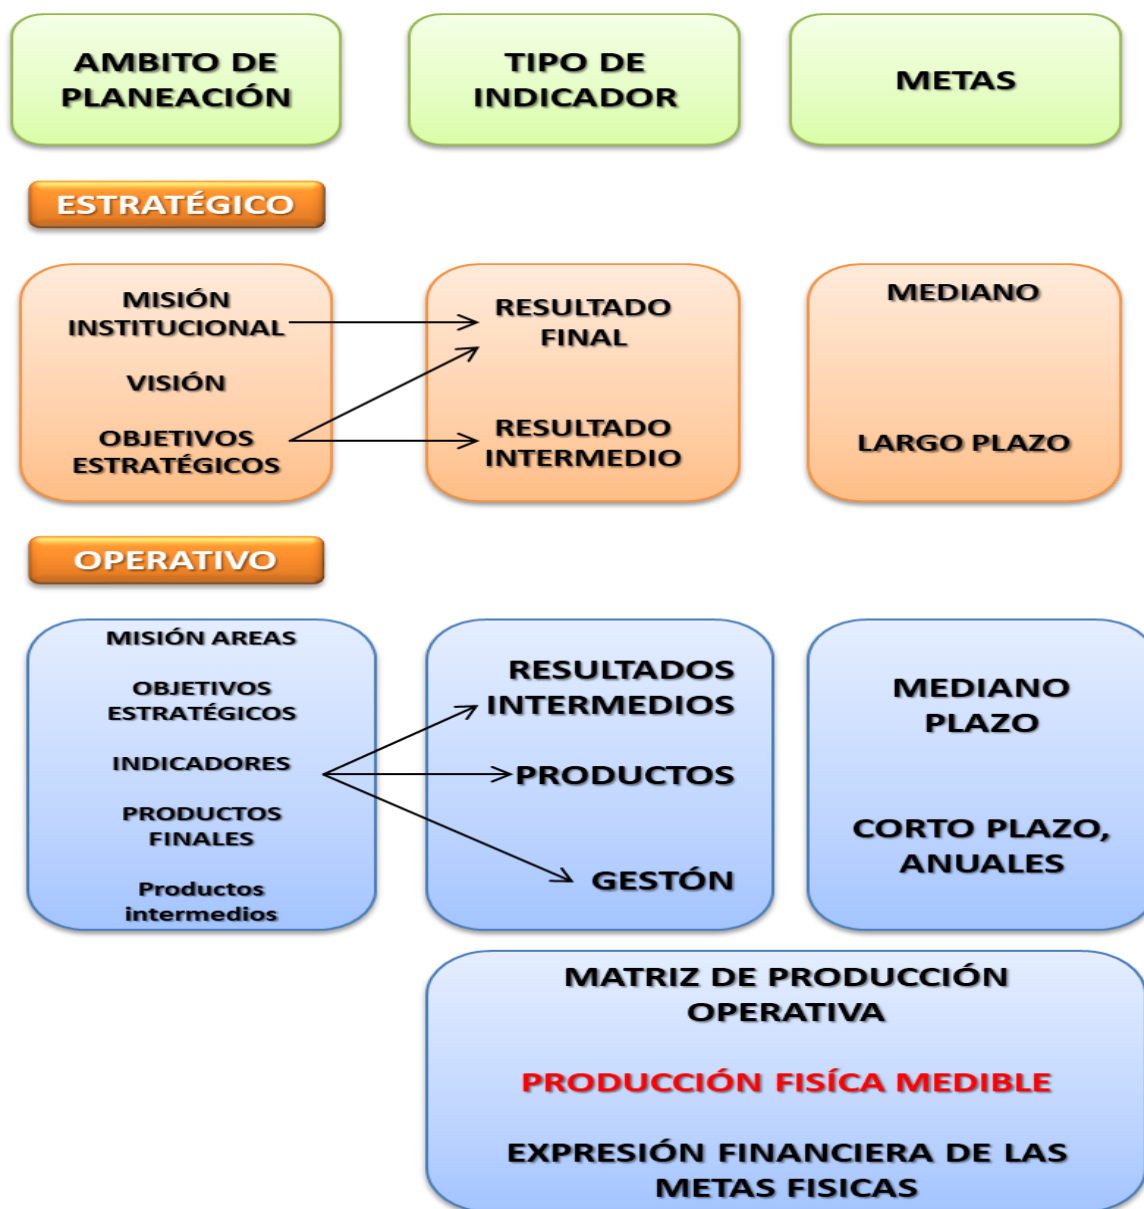 AMBITO DE
PLANEACIÓN
TIPO DE
INDICADOR
METAS
ESTRATÉGICO
MISIÓN
INSTITUCIONAL
VISIÓN
OBJETIVOS
ESTRATÉGICOS
RESULTADO
FINAL
RESULTADO
INTERMEDIO
MEDIANO
LARGO PLAZO
OPERATIVO
MISIÓN AREAS
OBJETIVOS
ESTRATÉGICOS
INDICADORES
PRODUCTOS
FINALES
Productos
intermedios
RESULTADOS
INTERMEDIOS
PRODUCTOS
GESTÓN
MEDIANO
PLAZO
CORTO PLAZO,
ANUALES
MATRIZ DE PRODUCCIÓN
OPERATIVA
PRODUCCIÓN FISÍCA MEDIBLE
EXPRESIÓN FINANCIERA DE LAS
METAS FISICAS